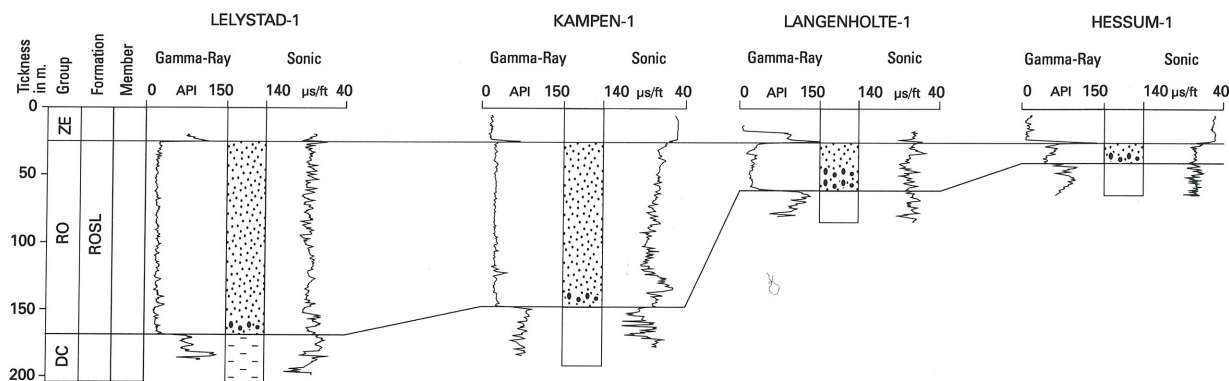 LELYSTAD-1 KAMPEN-1 LANGENHOLTE-1 HESSUM-1
Tickness in m. Group Formation Member Gamma-Ray Sonic Gamma-Ray Sonic Gamma-Ray Sonic Gamma-Ray Sonic
0 API 150 140 µs/ft 40 0 API 150 140 µs/ft 40 0 API 150 140 µs/ft 40 0 API 150 140 µs/ft 40
0
ZE
50
100
RO ROSL
150
DC
200